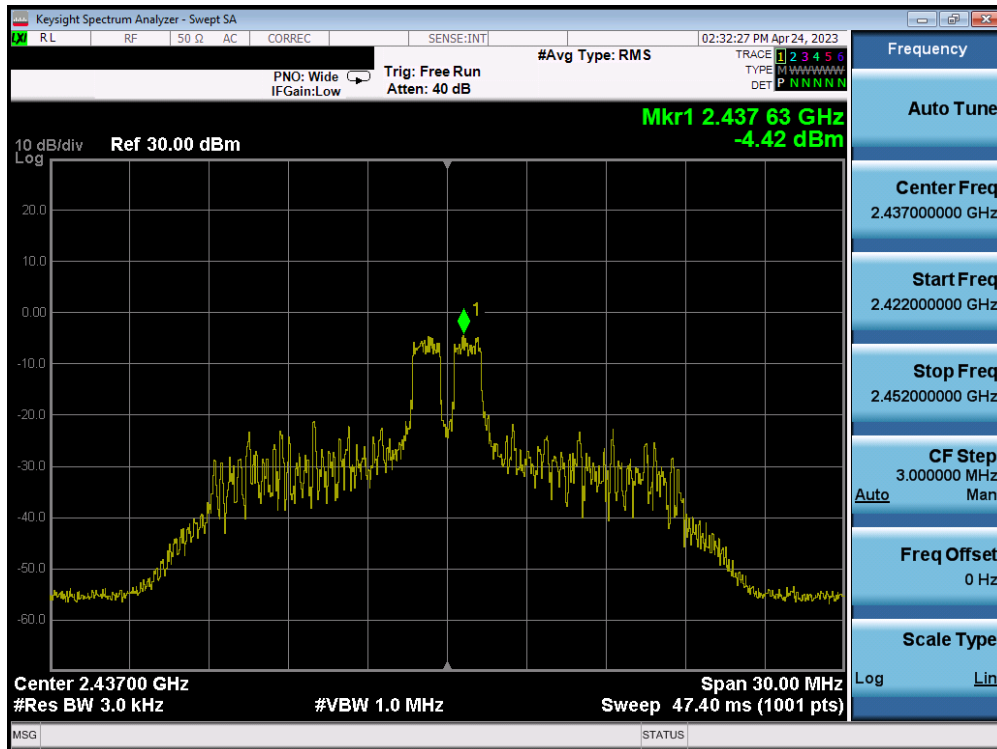 Keysight Spectrum Analyzer - Swept SA
LXI RL RF 50 Ω AC CORREC SENSE:INT 02:32:27 PM Apr 24, 2023
#Avg Type: RMS TRACE 1 2 3 4 5 6
PNO: Wide Trig: Free Run TYPE M WWWWW
IFGain:Low Atten: 40 dB DET P N N N N N
Mkr1 2.437 63 GHz
-4.42 dBm
10 dB/div Ref 30.00 dBm
Log
20.0
10.0
0.00
-10.0
-20.0
-30.0
-40.0
-50.0
-60.0
1
Center 2.43700 GHz Span 30.00 MHz
#Res BW 3.0 kHz #VBW 1.0 MHz Sweep 47.40 ms (1001 pts)
MSG STATUS
Frequency
Auto Tune
Center Freq
2.437000000 GHz
Start Freq
2.422000000 GHz
Stop Freq
2.452000000 GHz
CF Step
3.000000 MHz
Auto Man
Freq Offset
0 Hz
Scale Type
Log Lin